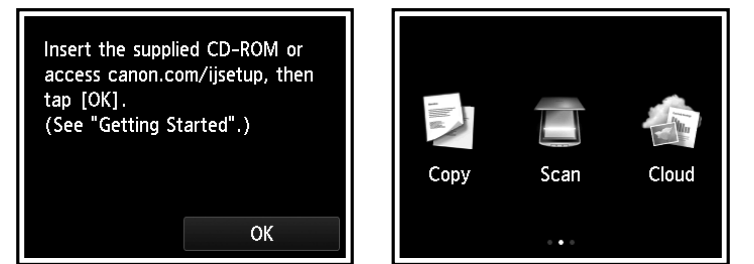 Insert the supplied CD-ROM or
access canon.com/ijsetup, then
tap [OK].
(See "Getting Started".)
OK
Copy Scan Cloud